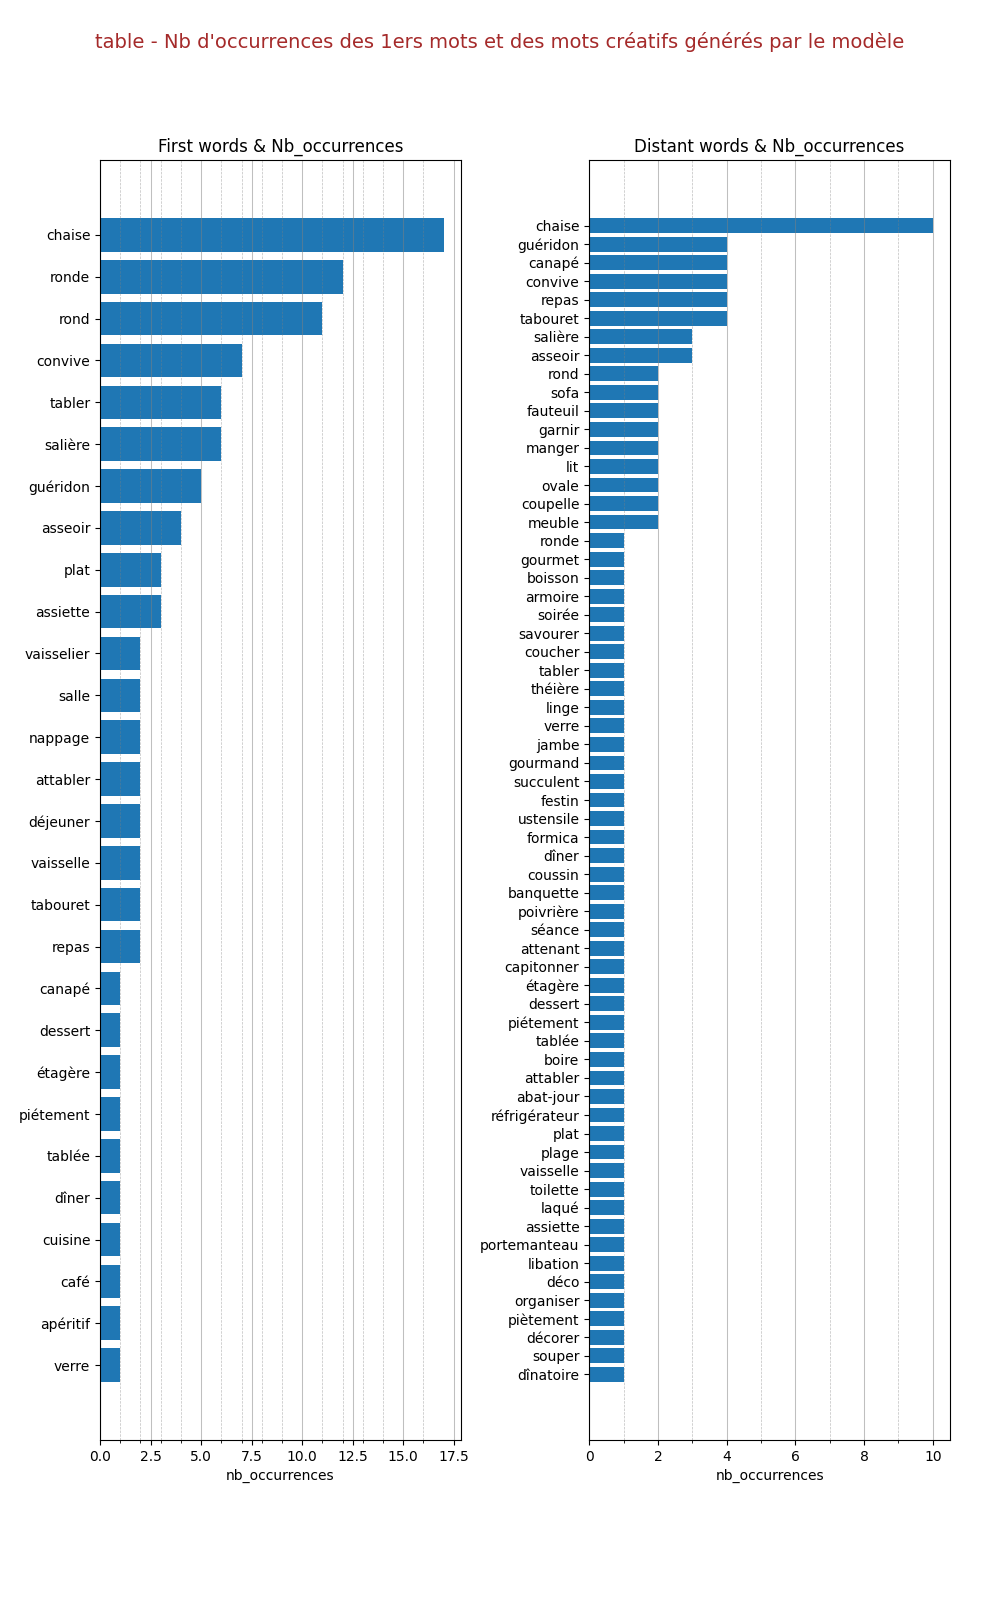 table - Nb d'occurrences des 1ers mots et des mots créatifs générés par le modèle
First words & Nb_occurrences
chaise
ronde
rond
convive
tabler
salière
guéridon
asseoir
plat
assiette
vaisselier
salle
nappage
attabler
déjeuner
vaisselle
tabouret
repas
canapé
dessert
étagère
piétement
tablée
dîner
cuisine
café
apéritif
verre
0.0 2.5 5.0 7.5 10.0 12.5 15.0 17.5
nb_occurrences
Distant words & Nb_occurrences
chaise
guéridon
canapé
convive
repas
tabouret
salière
asseoir
rond
sofa
fauteuil
garnir
manger
lit
ovale
coupelle
meuble
ronde
gourmet
boisson
armoire
soirée
savourer
coucher
tabler
théière
linge
verre
jambe
gourmand
succulent
festin
ustensile
formica
dîner
coussin
banquette
poivrière
séance
attenant
capitonner
étagère
dessert
piétement
tablée
boire
attabler
abat-jour
réfrigérateur
plat
plage
vaisselle
toilette
laqué
assiette
portemanteau
libation
déco
organiser
piètement
décorer
souper
dînatoire
0 2 4 6 8 10
nb_occurrences